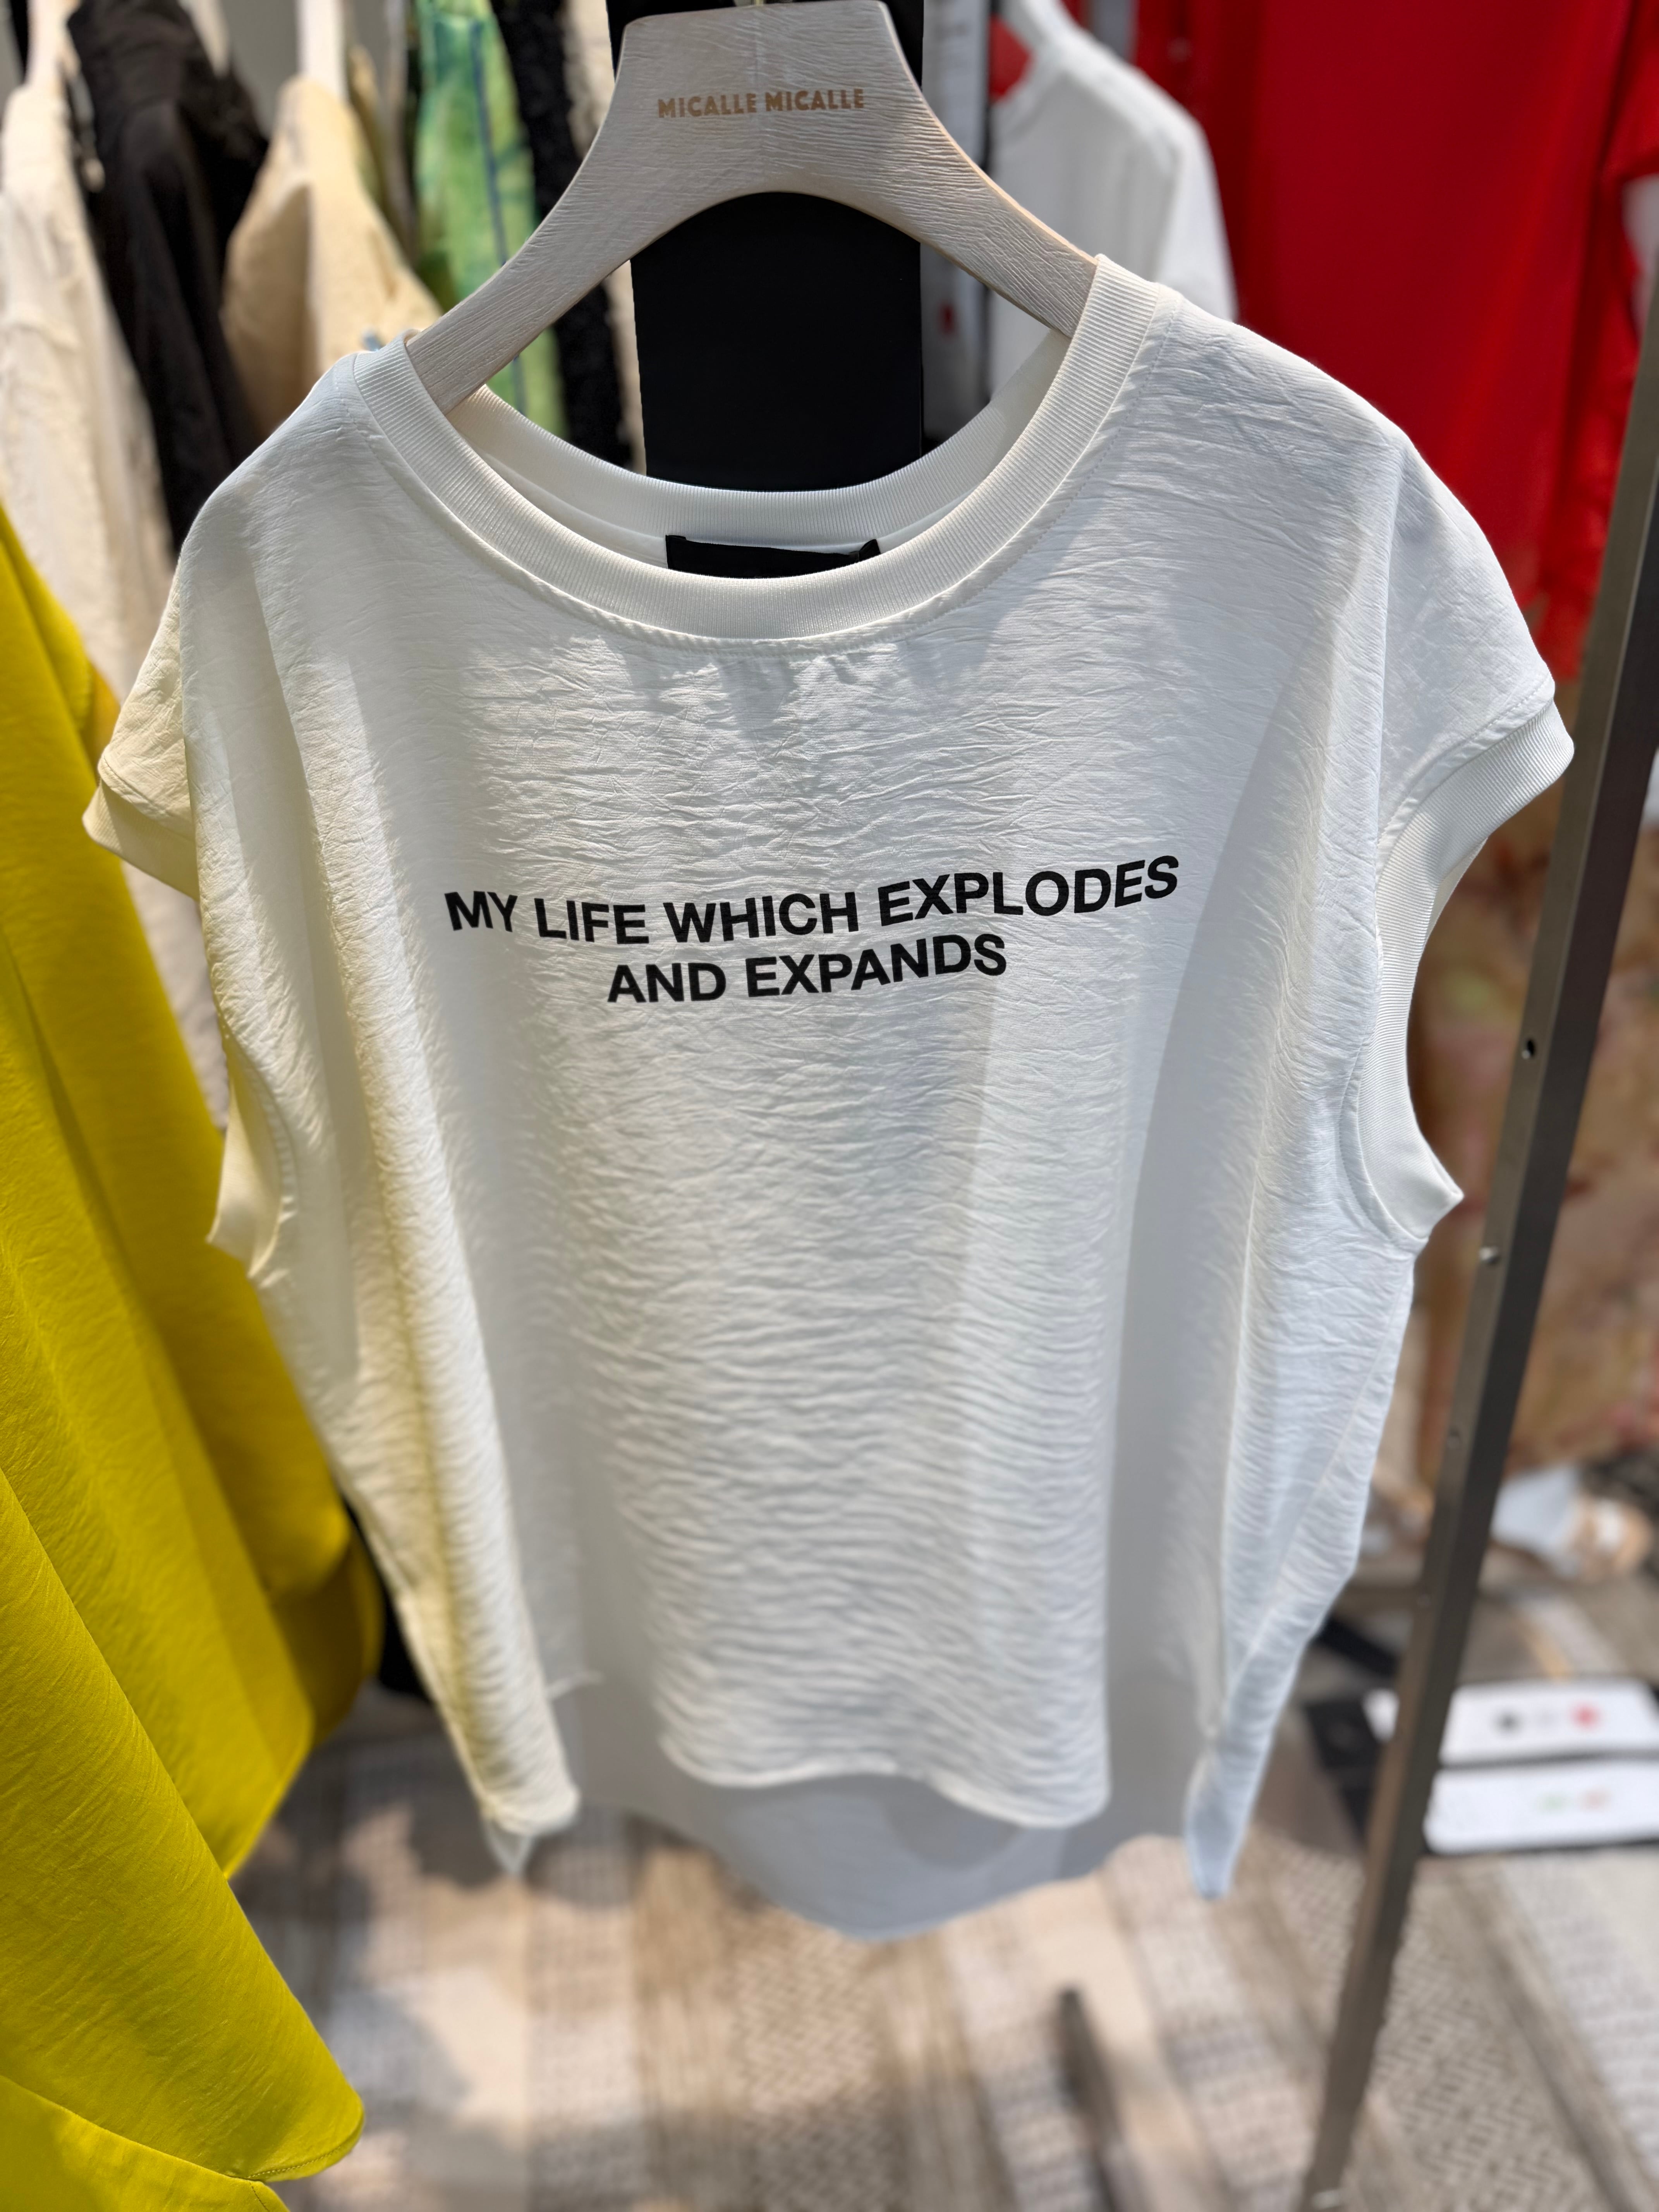 MICALLE MICALLE
MY LIFE WHICH EXPLODES
AND EXPANDS